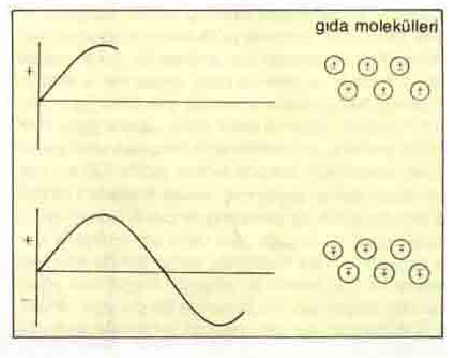 gıda molekülleri
+
+
−